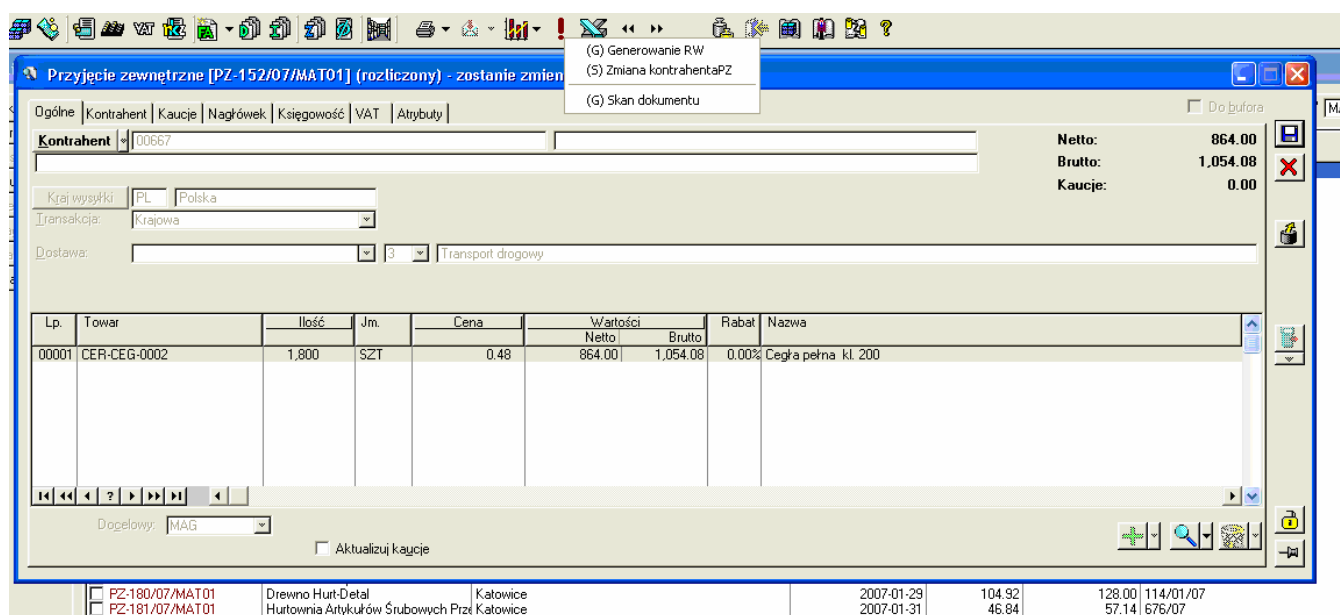 VAT
(G) Generowanie RW
(S) Zmiana kontrahentaPZ
(G) Skan dokumentu
Przyjęcie zewnętrzne [PZ-152/07/MAT01] (rozliczony) - zostanie zmien
Ogólne Kontrahent Kaucje Nagłówek Księgowość VAT Atrybuty
Do bufora
Kontrahent 00667
Netto: 864.00
Brutto: 1,054.08
Kaucje: 0.00
Kraj wysyłki PL Polska
Transakcja: Krajowa
Dostawa: 3 Transport drogowy
Lp. Towar Ilość Jm. Cena Wartości Rabat Nazwa
Netto Brutto
00001 CER-CEG-0002 1,800 SZT 0.48 864.00 1,054.08 0.00% Cegła pełna kl. 200
Docelowy: MAG
Aktualizuj kaucje
PZ-180/07/MAT01 Drewno Hurt-Detal Katowice 2007-01-29 104.92 128.00 114/01/07
PZ-181/07/MAT01 Hurtownia Artykułów Śrubowych Prze Katowice 2007-01-31 46.84 57.14 676/07